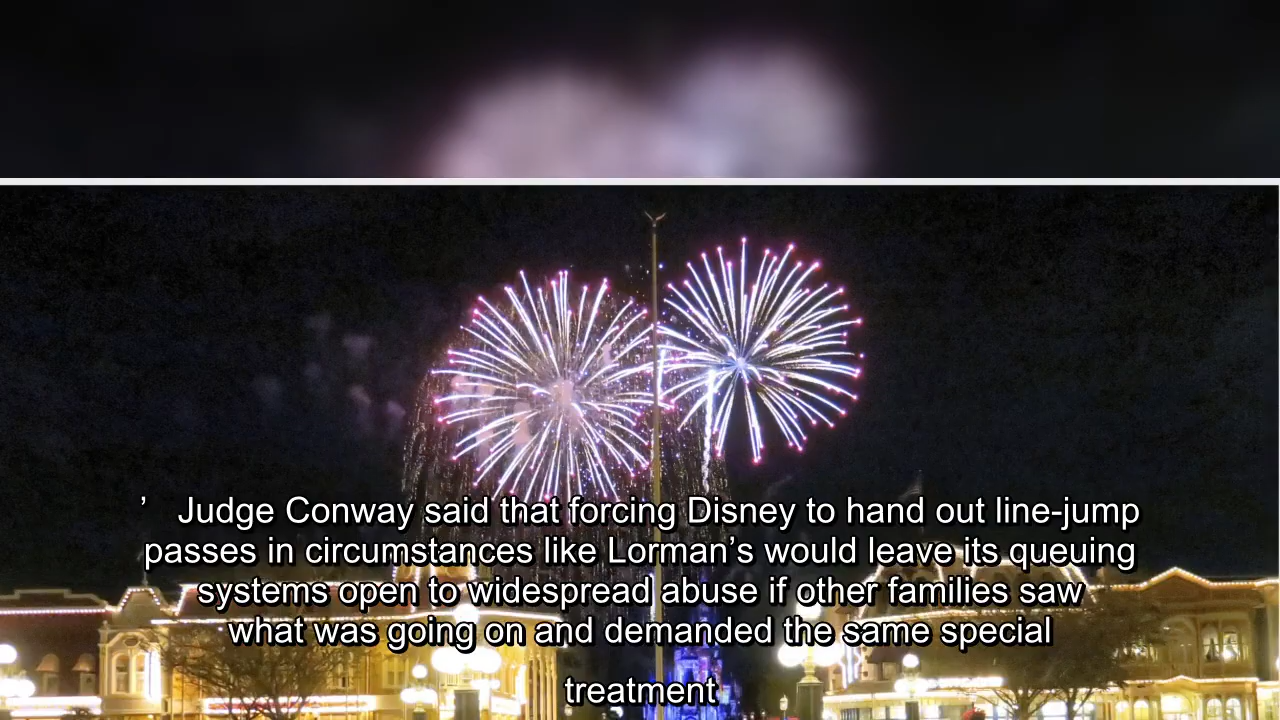 ’ Judge Conway said that forcing Disney to hand out line-jump
passes in circumstances like Lorman’s would leave its queuing
systems open to widespread abuse if other families saw
what was going on and demanded the same special
treatment